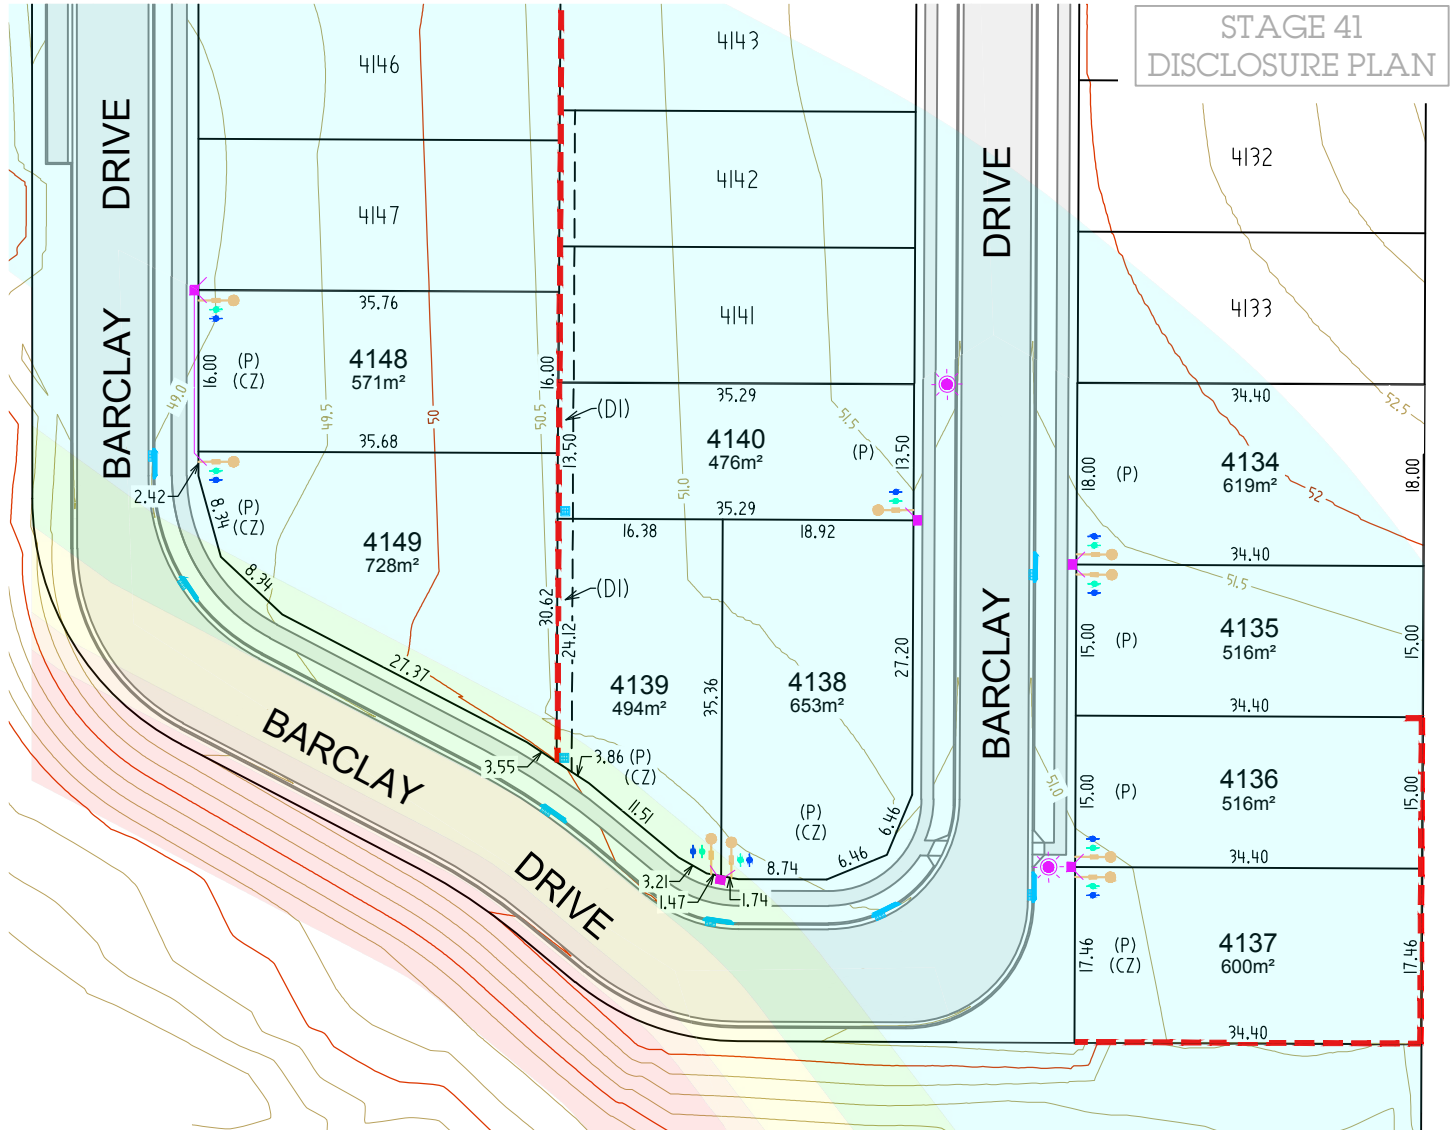 STAGE 41
DISCLOSURE PLAN
4143
4146
4132
4142
4147
DRIVE
DRIVE
4133
4141
35.76
BARCLAY
16.00
(P)
(CZ)
4148
571m²
16.00
49.0
49.5
50
50.5
35.29
34.40
52.5
(DI)
51.5
35.68
13.50
4140
476m²
(P)
13.50
18.00
(P)
4134
619m²
18.00
52
2.42
8.34
(P)
(CZ)
51.0
35.29
16.38
18.92
4149
728m²
34.40
8.34
51.5
(DI)
30.62
24.12
15.00
(P)
4135
516m²
15.00
27.37
27.20
BARCLAY
4139
494m²
35.36
4138
653m²
34.40
BARCLAY
3.55
3.86
(P)
(CZ)
51.0
15.00
(P)
4136
516m²
15.00
11.51
(P)
(CZ)
6.46
6.46
34.40
8.74
3.21
1.47
1.74
DRIVE
17.46
(P)
(CZ)
4137
600m²
17.46
34.40